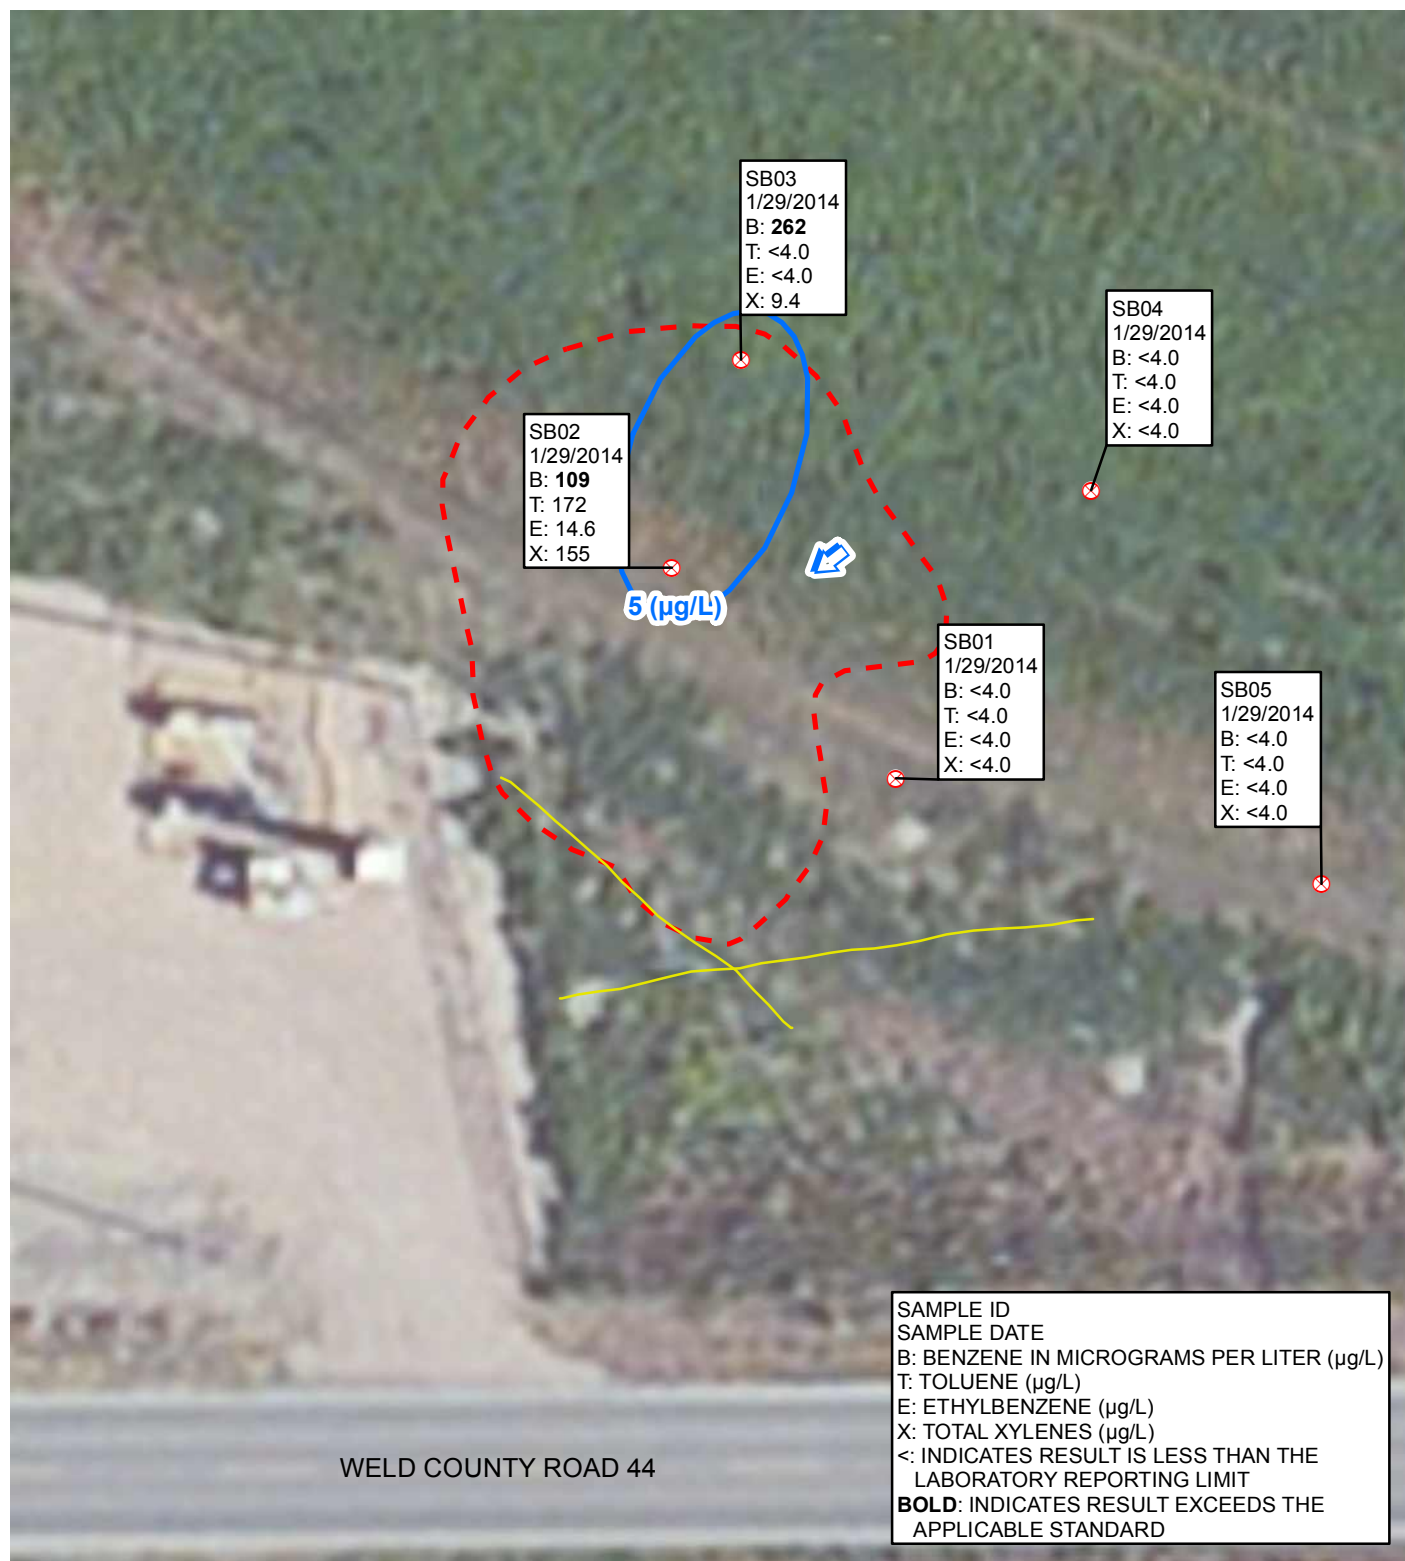 SB03
1/29/2014
B: 262
T: <4.0
E: <4.0
X: 9.4
SB04
1/29/2014
B: <4.0
T: <4.0
E: <4.0
X: <4.0
SB02
1/29/2014
B: 109
T: 172
E: 14.6
X: 155
5 (µg/L)
SB01
1/29/2014
B: <4.0
T: <4.0
E: <4.0
X: <4.0
SB05
1/29/2014
B: <4.0
T: <4.0
E: <4.0
X: <4.0
SAMPLE ID
SAMPLE DATE
B: BENZENE IN MICROGRAMS PER LITER (µg/L)
T: TOLUENE (µg/L)
E: ETHYLBENZENE (µg/L)
X: TOTAL XYLENES (µg/L)
<: INDICATES RESULT IS LESS THAN THE
LABORATORY REPORTING LIMIT
BOLD: INDICATES RESULT EXCEEDS THE
APPLICABLE STANDARD
WELD COUNTY ROAD 44